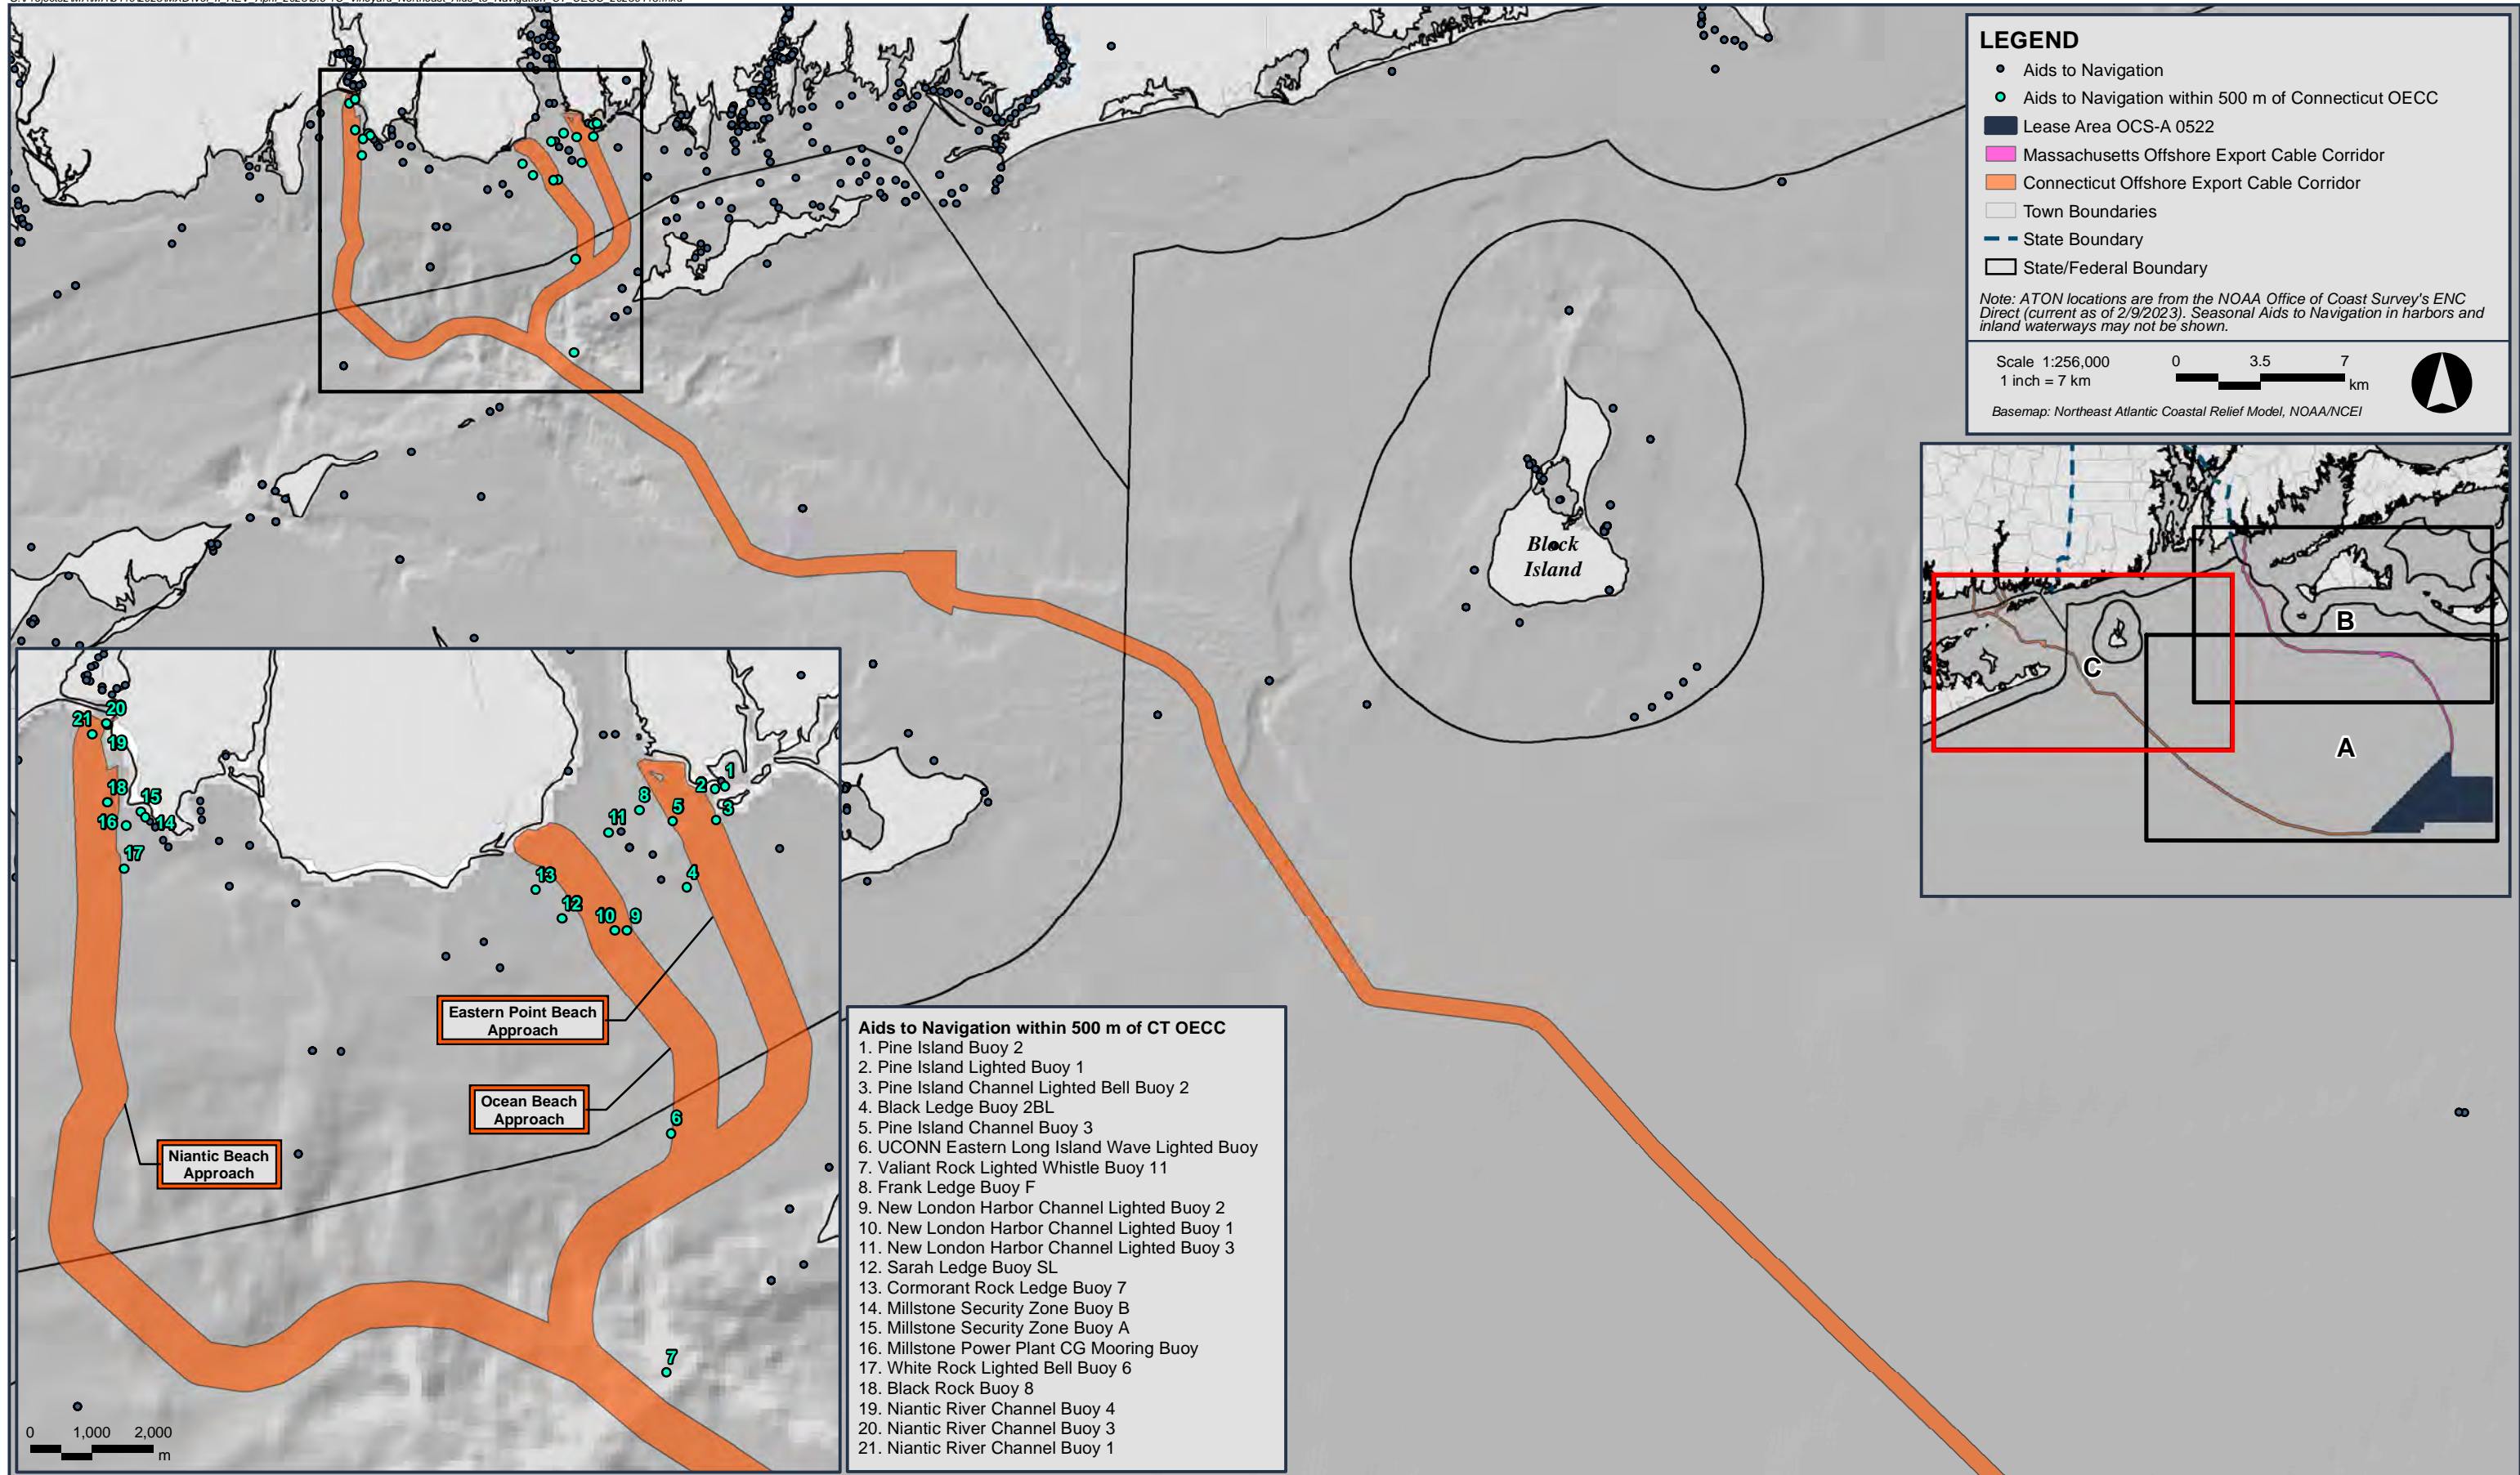 LEGEND
Aids to Navigation
Aids to Navigation within 500 m of Connecticut OECC
Lease Area OCS-A 0522
Massachusetts Offshore Export Cable Corridor
Connecticut Offshore Export Cable Corridor
Town Boundaries
State Boundary
State/Federal Boundary
Note: ATON locations are from the NOAA Office of Coast Survey's ENC
Direct (current as of 2/9/2023). Seasonal Aids to Navigation in harbors and
inland waterways may not be shown.
Scale 1:256,000
1 inch = 7 km
0 3.5 7
km
Basemap: Northeast Atlantic Coastal Relief Model, NOAA/NCEI
Block
Island
B
C
A
20
21
19
18
15
16
14
17
1
2
8
5
3
11
4
13
12
10
9
6
7
Eastern Point Beach
Approach
Ocean Beach
Approach
Niantic Beach
Approach
0 1,000 2,000
m
Aids to Navigation within 500 m of CT OECC
1. Pine Island Buoy 2
2. Pine Island Lighted Buoy 1
3. Pine Island Channel Lighted Bell Buoy 2
4. Black Ledge Buoy 2BL
5. Pine Island Channel Buoy 3
6. UCONN Eastern Long Island Wave Lighted Buoy
7. Valiant Rock Lighted Whistle Buoy 11
8. Frank Ledge Buoy F
9. New London Harbor Channel Lighted Buoy 2
10. New London Harbor Channel Lighted Buoy 1
11. New London Harbor Channel Lighted Buoy 3
12. Sarah Ledge Buoy SL
13. Cormorant Rock Ledge Buoy 7
14. Millstone Security Zone Buoy B
15. Millstone Security Zone Buoy A
16. Millstone Power Plant CG Mooring Buoy
17. White Rock Lighted Bell Buoy 6
18. Black Rock Buoy 8
19. Niantic River Channel Buoy 4
20. Niantic River Channel Buoy 3
21. Niantic River Channel Buoy 1